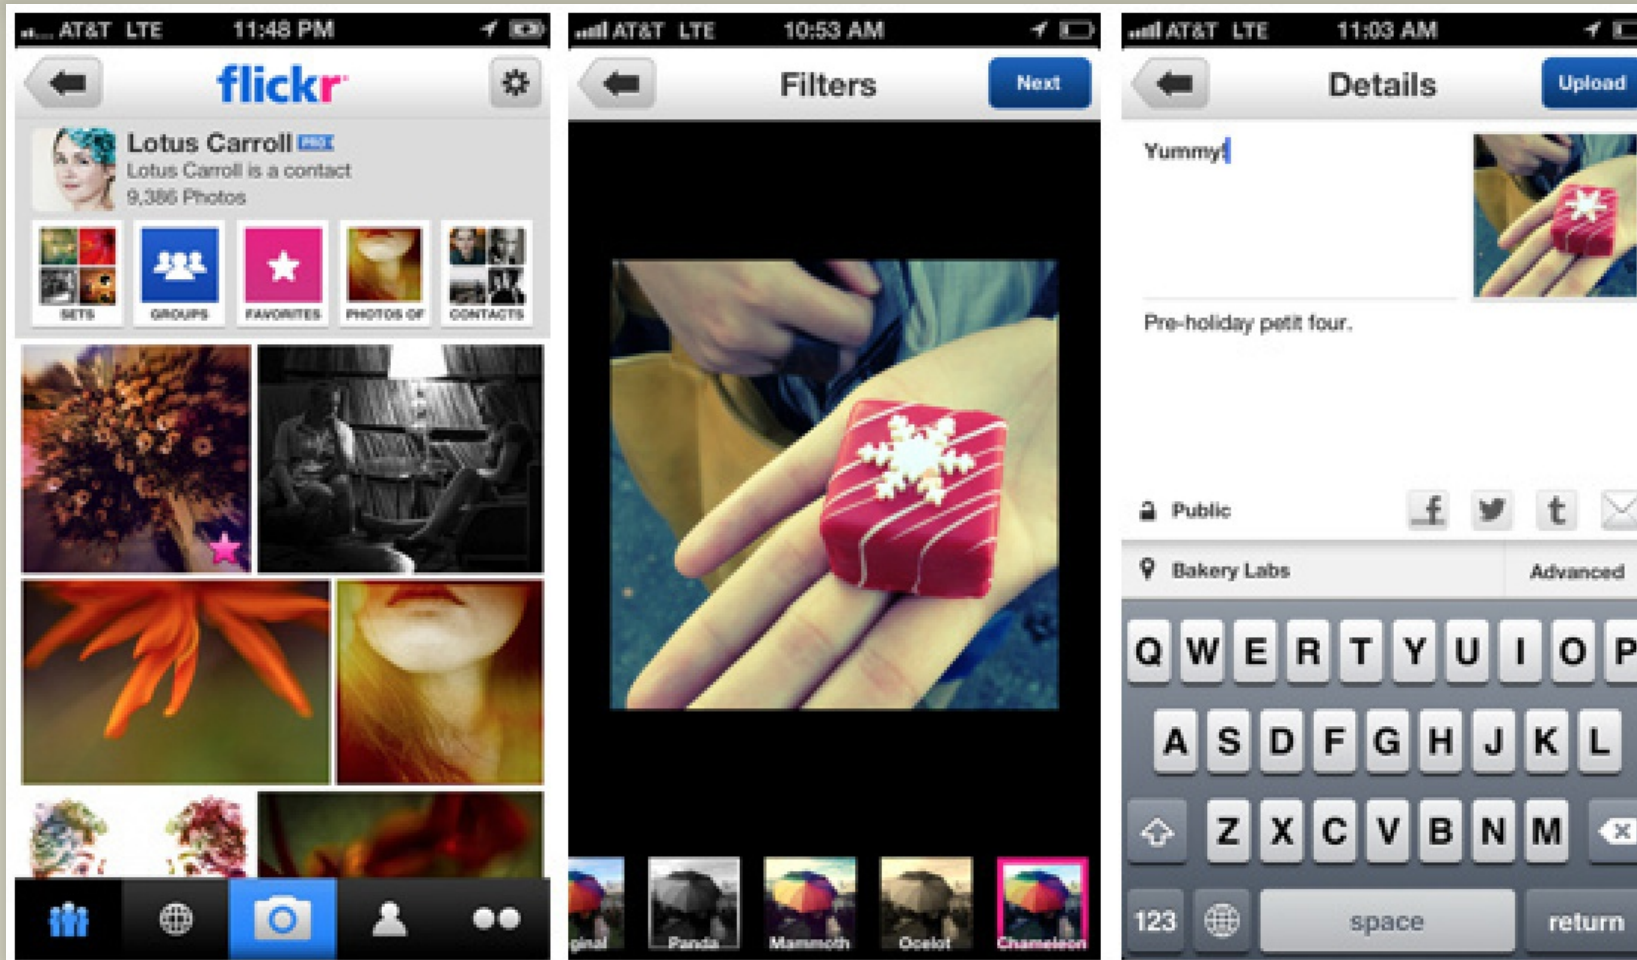 AT&T LTE 11:48 PM
flickr
Lotus Carroll PRO
Lotus Carroll is a contact
9,386 Photos
SETS GROUPS FAVORITES PHOTOS OF CONTACTS
AT&T LTE 10:53 AM
Filters Next
ginal Panda Mammoth Ocelot Chameleon
AT&T LTE 11:03 AM
Details Upload
Yummy!
Pre-holiday petit four.
Public f t
Bakery Labs Advanced
Q W E R T Y U I O P
A S D F G H J K L
Z X C V B N M
123 space return